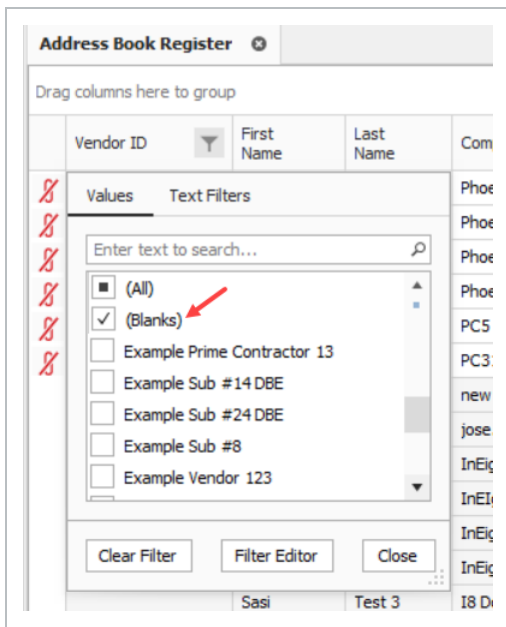 Address Book Register
Drag columns here to group
Vendor ID
First
Name
Last
Name
Values
Text Filters
Enter text to search...
(All)
(Blanks)
Example Prime Contractor 13
Example Sub #14 DBE
Example Sub #24 DBE
Example Sub #8
Example Vendor 123
Clear Filter
Filter Editor
Close
Sasi
Test 3
Com
Phoe
Phoe
Phoe
Phoe
PC5
PC3
new
jose
InEig
InEIg
InEig
InEig
I8 D